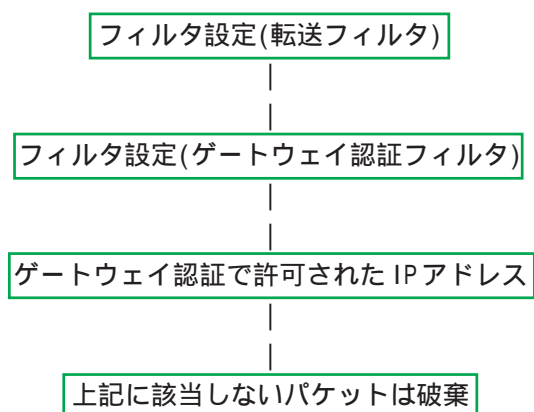 フィルタ設定(転送フィルタ)
フィルタ設定(ゲートウェイ認証フィルタ)
ゲートウェイ認証で許可された IPアドレス
上記に該当しないパケットは破棄